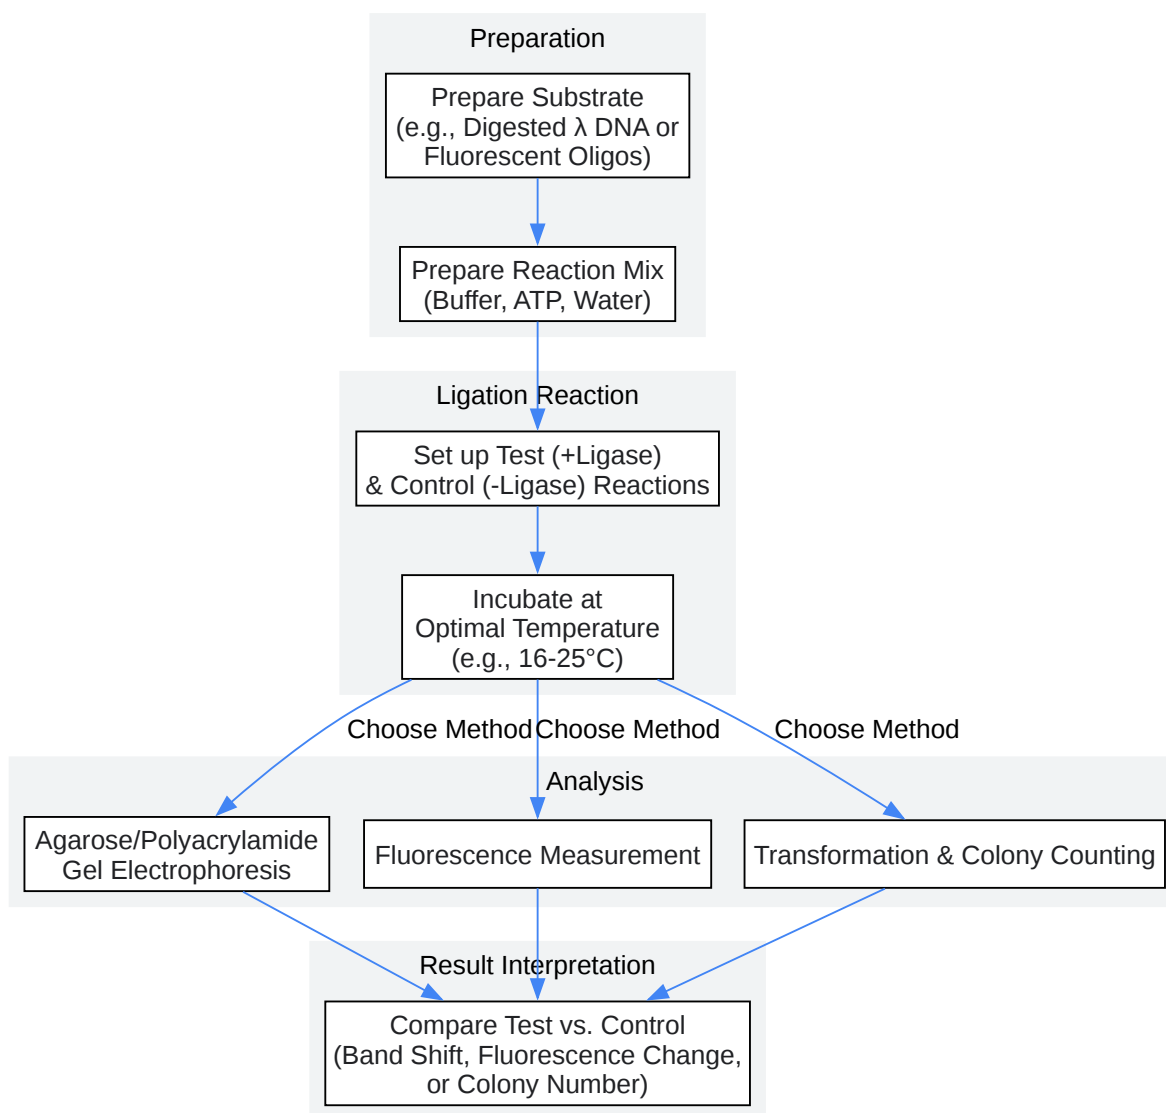 Preparation
Prepare Substrate
(e.g., Digested λ DNA or
Fluorescent Oligos)
Prepare Reaction Mix
(Buffer, ATP, Water)
Ligation Reaction
Set up Test (+Ligase)
& Control (-Ligase) Reactions
Incubate at
Optimal Temperature
(e.g., 16-25°C)
Choose Method
Choose Method
Choose Method
Analysis
Agarose/Polyacrylamide
Gel Electrophoresis
Fluorescence Measurement
Transformation & Colony Counting
Result Interpretation
Compare Test vs. Control
(Band Shift, Fluorescence Change,
or Colony Number)